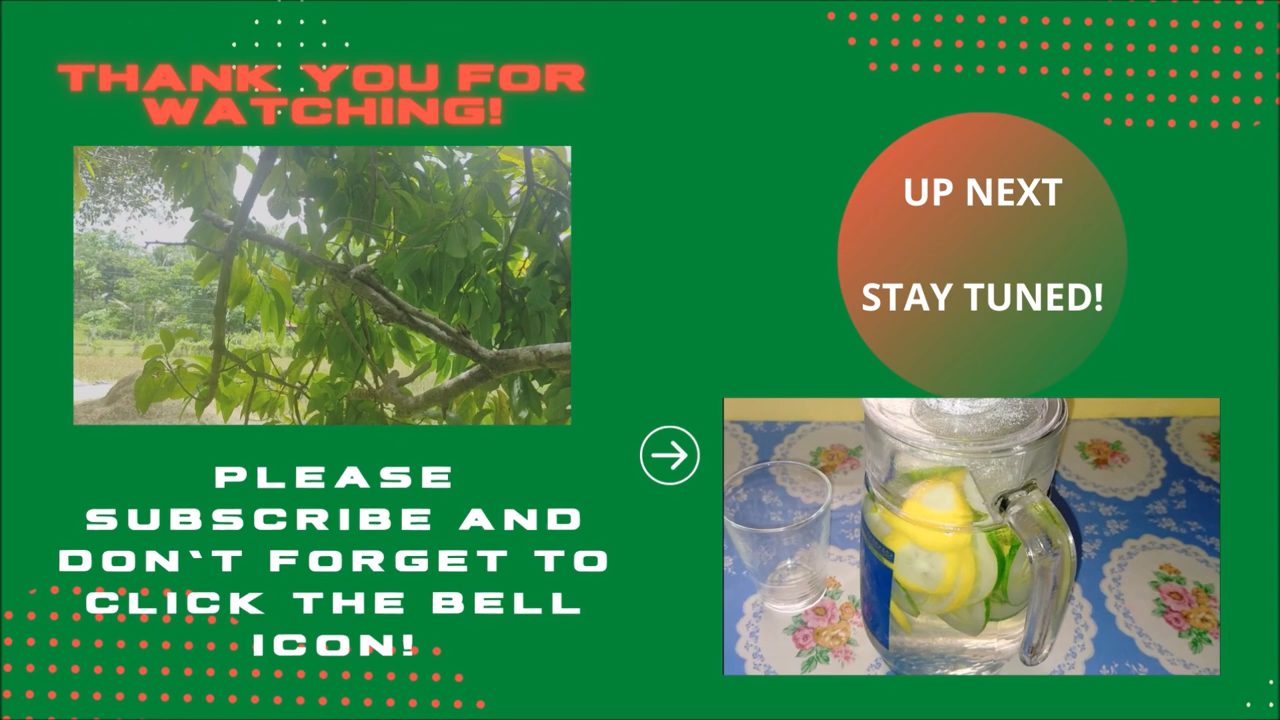 THANK YOU FOR
WATCHING!
PLEASE
SUBSCRIBE AND
DON`T FORGET TO
CLICK THE BELL
ICON!
UP NEXT
STAY TUNED!